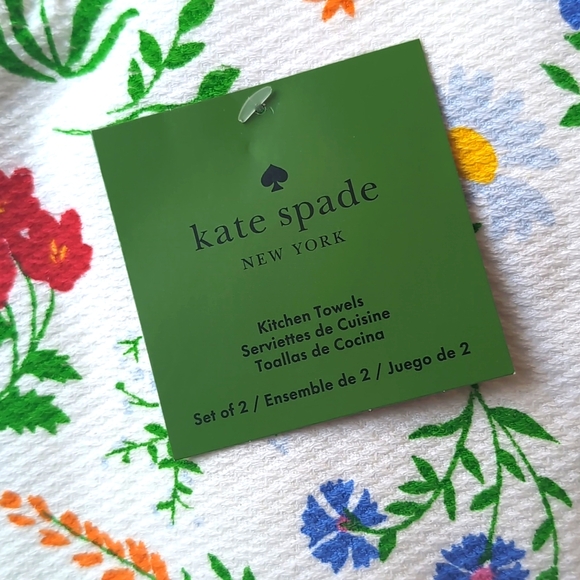 kate spade
NEW YORK
Kitchen Towels
Serviettes de Cuisine
Toallas de Cocina
Set of 2 / Ensemble de 2 / Juego de 2